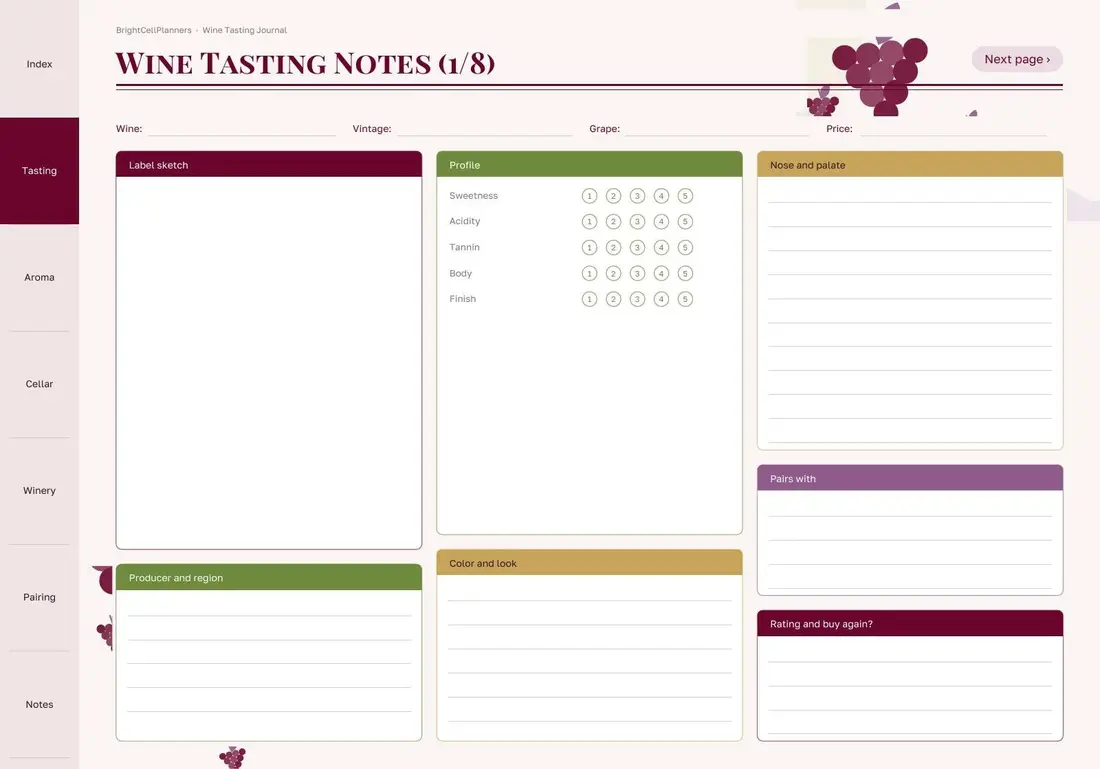 BrightCellPlanners · Wine Tasting Journal
Wine Tasting Notes (1/8)
Next page ›
Index
Tasting
Aroma
Cellar
Winery
Pairing
Notes
Wine:
Vintage:
Grape:
Price:
Label sketch
Producer and region
Profile
Sweetness 1 2 3 4 5
Acidity 1 2 3 4 5
Tannin 1 2 3 4 5
Body 1 2 3 4 5
Finish 1 2 3 4 5
Color and look
Nose and palate
Pairs with
Rating and buy again?